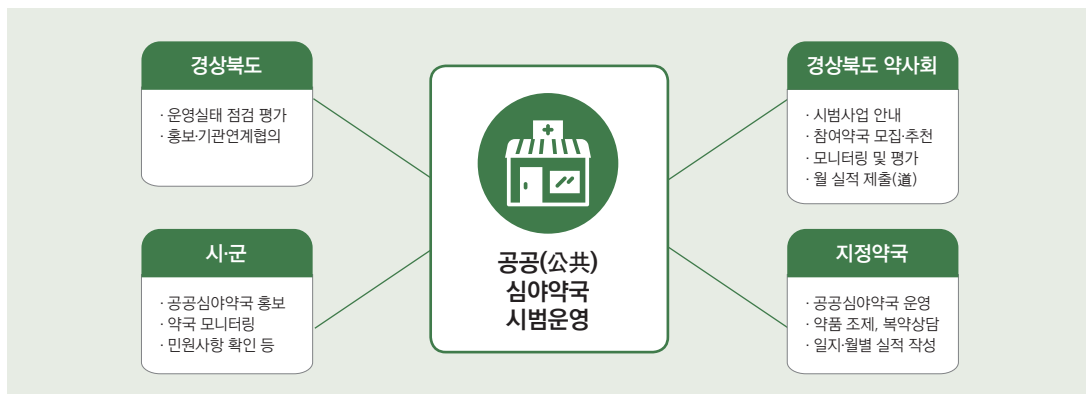 경상북도
· 운영실태 점검 평가
· 홍보·기관연계협의
시·군
· 공공심야약국 홍보
· 약국 모니터링
· 민원사항 확인 등
공공(公共)
심야약국
시범운영
경상북도 약사회
· 시범사업 안내
· 참여약국 모집·추천
· 모니터링 및 평가
· 월 실적 제출(道)
지정약국
· 공공심야약국 운영
· 약품 조제, 복약상담
· 일지·월별 실적 작성